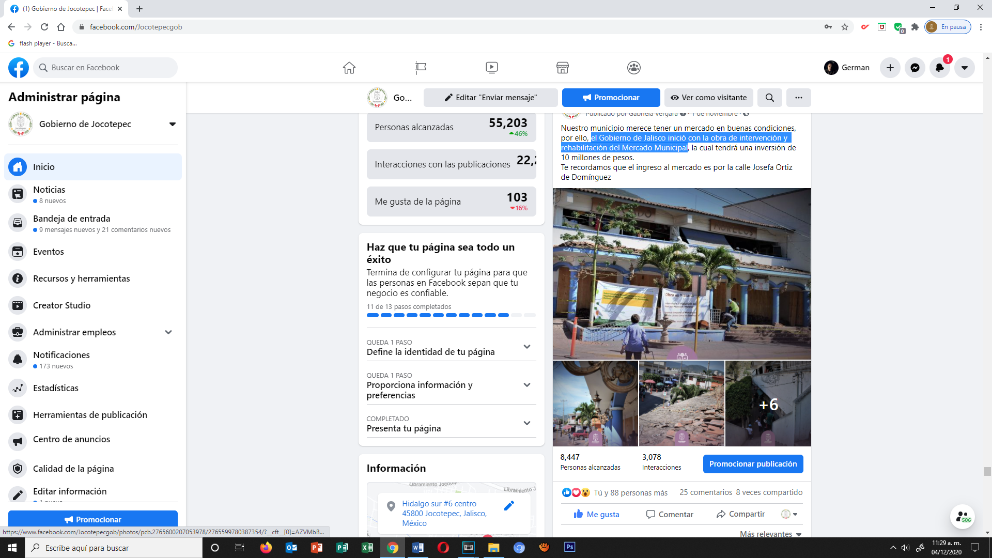 (1) Gobierno de Jocotepec | Face
facebook.com/Jocotepecgob
En pausa
flash player - Busca...
Buscar en Facebook
German
1
Administrar página
Gobierno de Jocotepec
Inicio
Noticias
8 nuevos
Bandeja de entrada
9 mensajes nuevos y 21 comentarios nuevos
Eventos
Recursos y herramientas
Creator Studio
Administrar empleos
Notificaciones
173 nuevos
Estadísticas
Herramientas de publicación
Centro de anuncios
Calidad de la página
Editar información
Promocionar
Go...
Editar "Enviar mensaje"
Promocionar
Ver como visitante
Personas alcanzadas
55,203
46%
Interacciones con las publicaciones
22,
Me gusta de la página
103
16%
Haz que tu página sea todo un
éxito
Termina de configurar tu página para que
las personas en Facebook sepan que tu
negocio es confiable.
11 de 13 pasos completados
QUEDA 1 PASO
Define la identidad de tu página
QUEDA 1 PASO
Proporciona información y
preferencias
COMPLETADO
Presenta tu página
Información
Hidalgo sur #6 centro
45800 Jocotepec, Jalisco,
México
Publicado por Gabriela Vergara
7 de noviembre
Nuestro municipio merece tener un mercado en buenas condiciones,
por ello, el Gobierno de Jalisco inició con la obra de intervención y
rehabilitación del Mercado Municipal, la cual tendrá una inversión de
10 millones de pesos.
Te recordamos que el ingreso al mercado es por la calle Josefa Ortiz
de Domínguez
+6
8,447
Personas alcanzadas
3,078
Interacciones
Promocionar publicación
Tú y 88 personas más
25 comentarios 8 veces compartido
Me gusta
Comentar
Compartir
Más relevantes
Escribe aquí para buscar
11:29 a. m.
04/12/2020